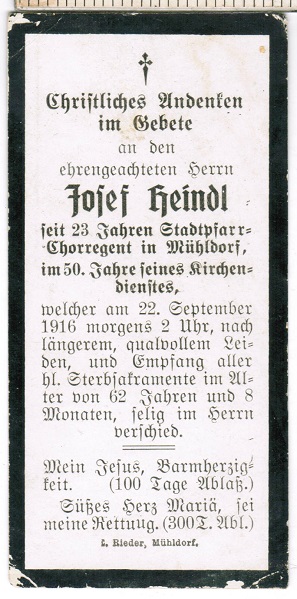 Christliches Andenken
im Gebete
an den
ehrengeachteten Herrn
Josef Heindl
seit 23 Jahren Stadtpfarr-
Chorregent in Mühldorf,
im 50. Jahre seines Kirchen-
dienstes,
welcher am 22. September
1916 morgens 2 Uhr, nach
längerem, qualvollem Lei-
den, und Empfang aller
hl. Sterbsakramente im Al-
ter von 62 Jahren und 8
Monaten, selig im Herrn
verschied.
Mein Jesus, Barmherzig-
keit. (100 Tage Ablaß.)
Süßes Herz Mariä, sei
meine Rettung. (300 T. Abl.)
L. Rieder, Mühldorf.